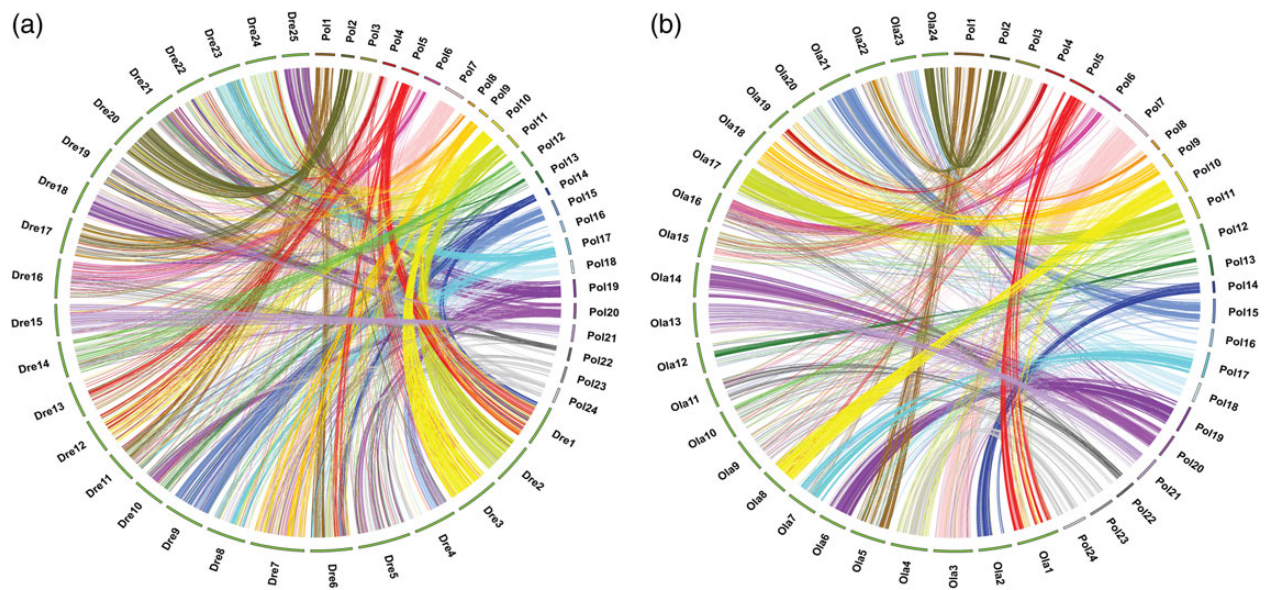 (a)
Pol1
Pol2
Pol3
Pol4
Pol5
Pol6
Pol7
Pol8
Pol9
Pol10
Pol11
Pol12
Pol13
Pol14
Pol15
Pol16
Pol17
Pol18
Pol19
Pol20
Pol21
Pol22
Pol23
Pol24
Dre1
Dre2
Dre3
Dre4
Dre5
Dre6
Dre7
Dre8
Dre9
Dre10
Dre11
Dre12
Dre13
Dre14
Dre15
Dre16
Dre17
Dre18
Dre19
Dre20
Dre21
Dre22
Dre23
Dre24
Dre25
(b)
Pol1
Pol2
Pol3
Pol4
Pol5
Pol6
Pol7
Pol8
Pol9
Pol10
Pol11
Pol12
Pol13
Pol14
Pol15
Pol16
Pol17
Pol18
Pol19
Pol20
Pol21
Pol22
Pol23
Pol24
Ola1
Ola2
Ola3
Ola4
Ola5
Ola6
Ola7
Ola8
Ola9
Ola10
Ola11
Ola12
Ola13
Ola14
Ola15
Ola16
Ola17
Ola18
Ola19
Ola20
Ola21
Ola22
Ola23
Ola24